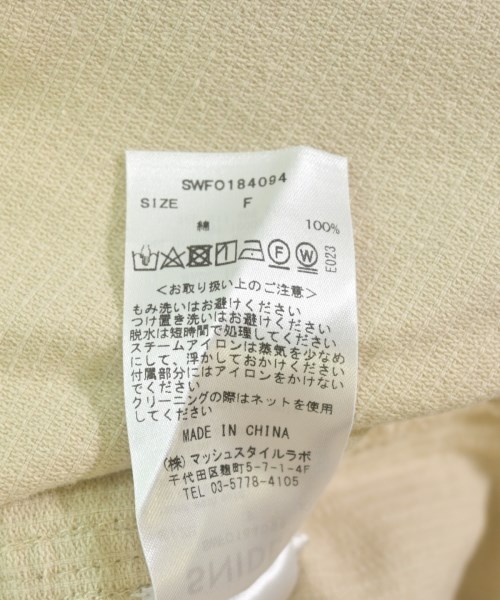 SWFO184094
SIZE F
綿 100%
F W E023
<お取り扱い上のご注意>
もみ洗いはお避けください
つけ置き洗いはお避けください
脱水は短時間で処理してください
スチームアイロンは蒸気を少なめ
にして、浮かしておかけください
付属部分にはアイロンをかけない
でください
クリーニングの際はネットを使用
してください
MADE IN CHINA
(株)マッシュスタイルラボ
千代田区麹町5-7-1-4F
TEL 03-5778-4105